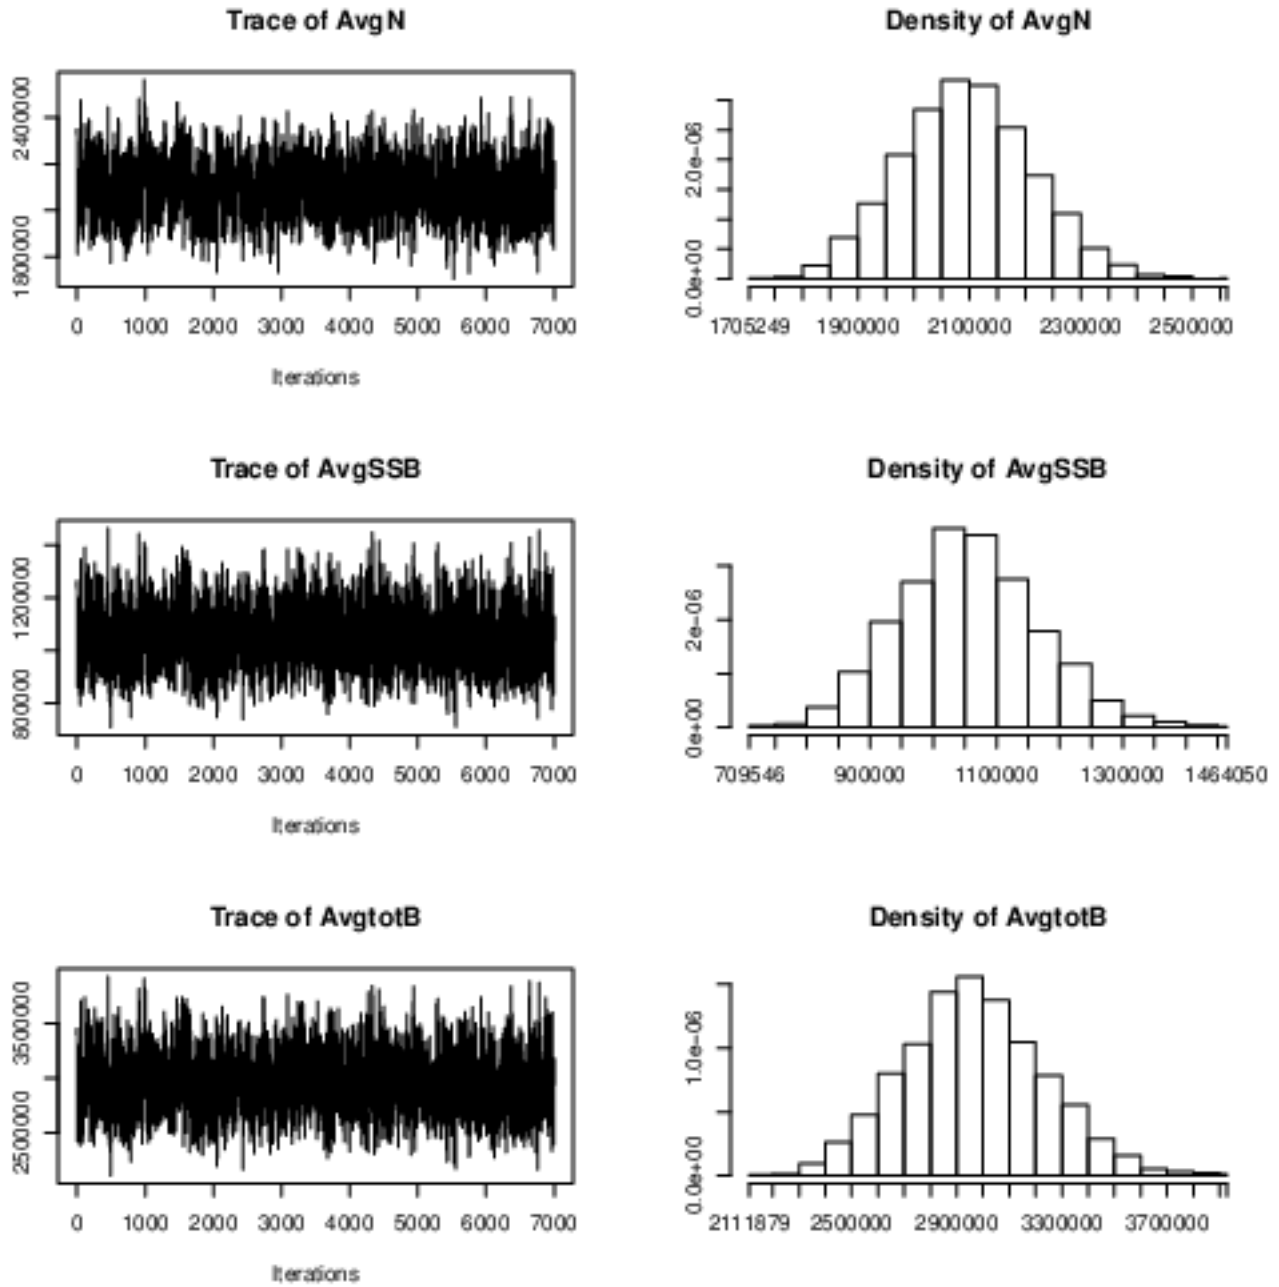 Trace of AvgN
Density of AvgN
2400000
1800000
0 1000 2000 3000 4000 5000 6000 7000
Iterations
2.0e-06
0.0e+00
1705249 1900000 2100000 2300000 2500000
Trace of AvgSSB
Density of AvgSSB
1200000
800000
0 1000 2000 3000 4000 5000 6000 7000
Iterations
2e-06
0e+00
709546 900000 1100000 1300000 1464050
Trace of AvgtotB
Density of AvgtotB
3500000
2500000
0 1000 2000 3000 4000 5000 6000 7000
Iterations
1.0e-06
0.0e+00
2111879 2500000 2900000 3300000 3700000